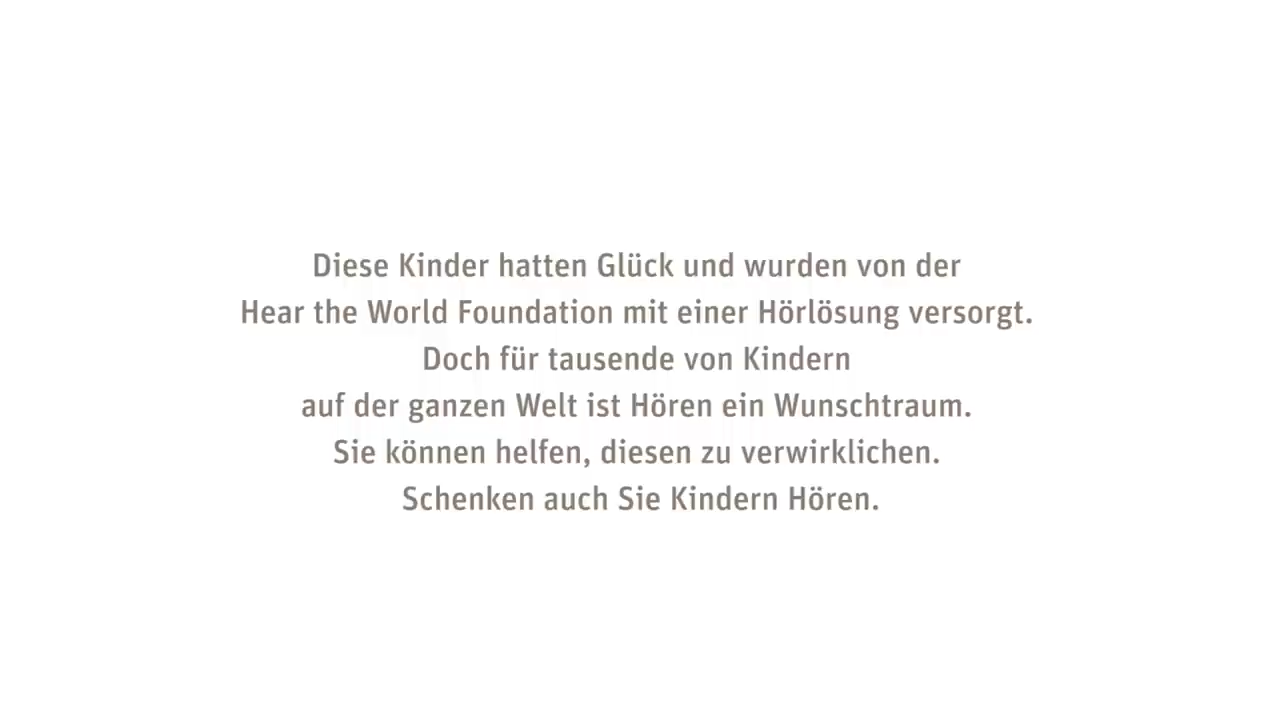 Diese Kinder hatten Glück und wurden von der
Hear the World Foundation mit einer Hörlösung versorgt.
Doch für tausende von Kindern
auf der ganzen Welt ist Hören ein Wunschtraum.
Sie können helfen, diesen zu verwirklichen.
Schenken auch Sie Kindern Hören.